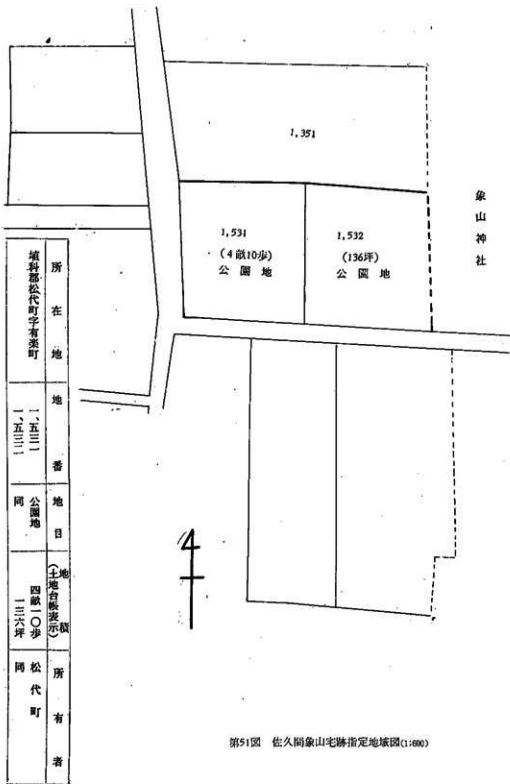 1,351
1,531
(4畝10歩)
公園地
1,532
(136坪)
公園地
象山神社
所在地
地番
地目
地積
(土地台帳表示)
所有者
埴科郡松代町字有楽町
一、五三一
公園地
四畝一〇歩
松代町
一、五三二
同
一三六坪
同
第51図 佐久間象山宅跡指定地域図(1:600)